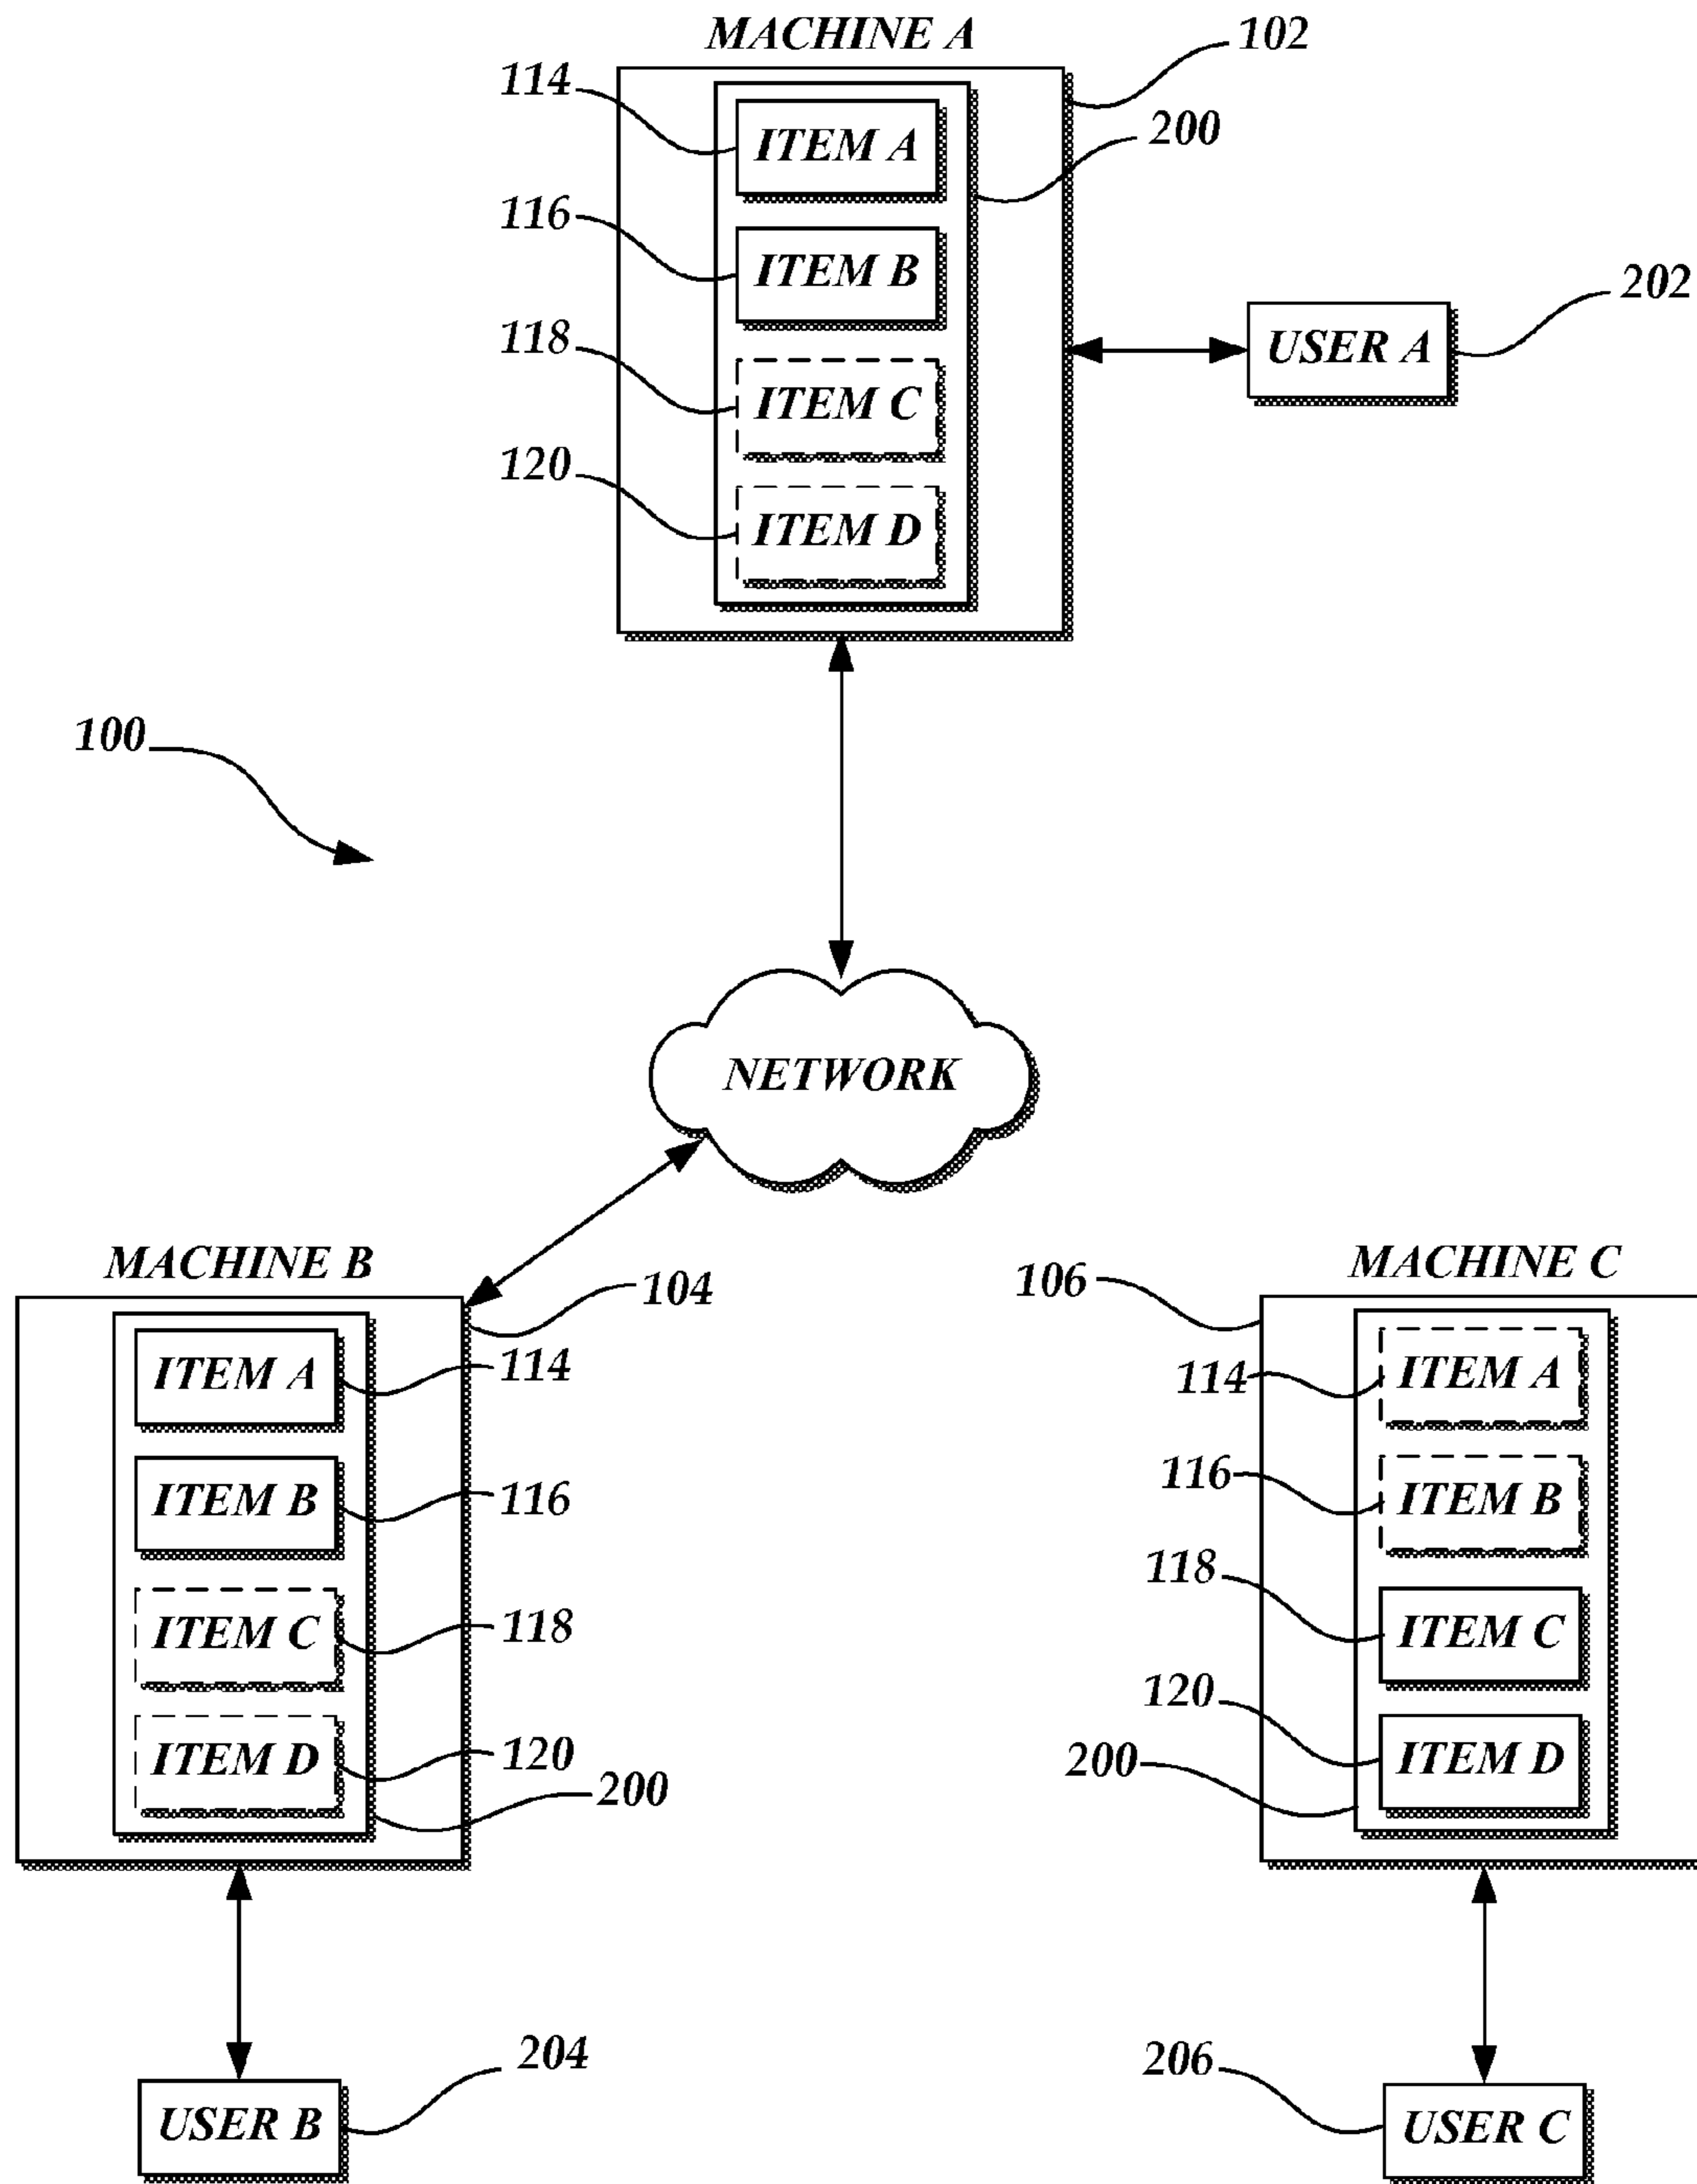 MACHINE A
102
114
ITEM A
200
116
ITEM B
202
118
ITEM C
USER A
120
ITEM D
100
NETWORK
MACHINE B
104
ITEM A
114
ITEM B
116
ITEM C
118
ITEM D
120
200
204
USER B
MACHINE C
106
114
ITEM A
116
ITEM B
118
ITEM C
120
ITEM D
200
206
USER C